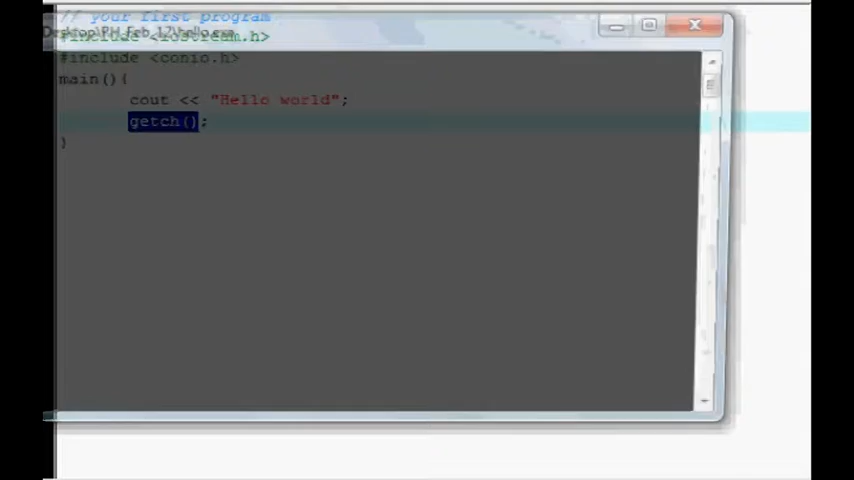 // your first program
#include <iostream.h>
#include <conio.h>
main(){
cout << "Hello world";
getch();
}